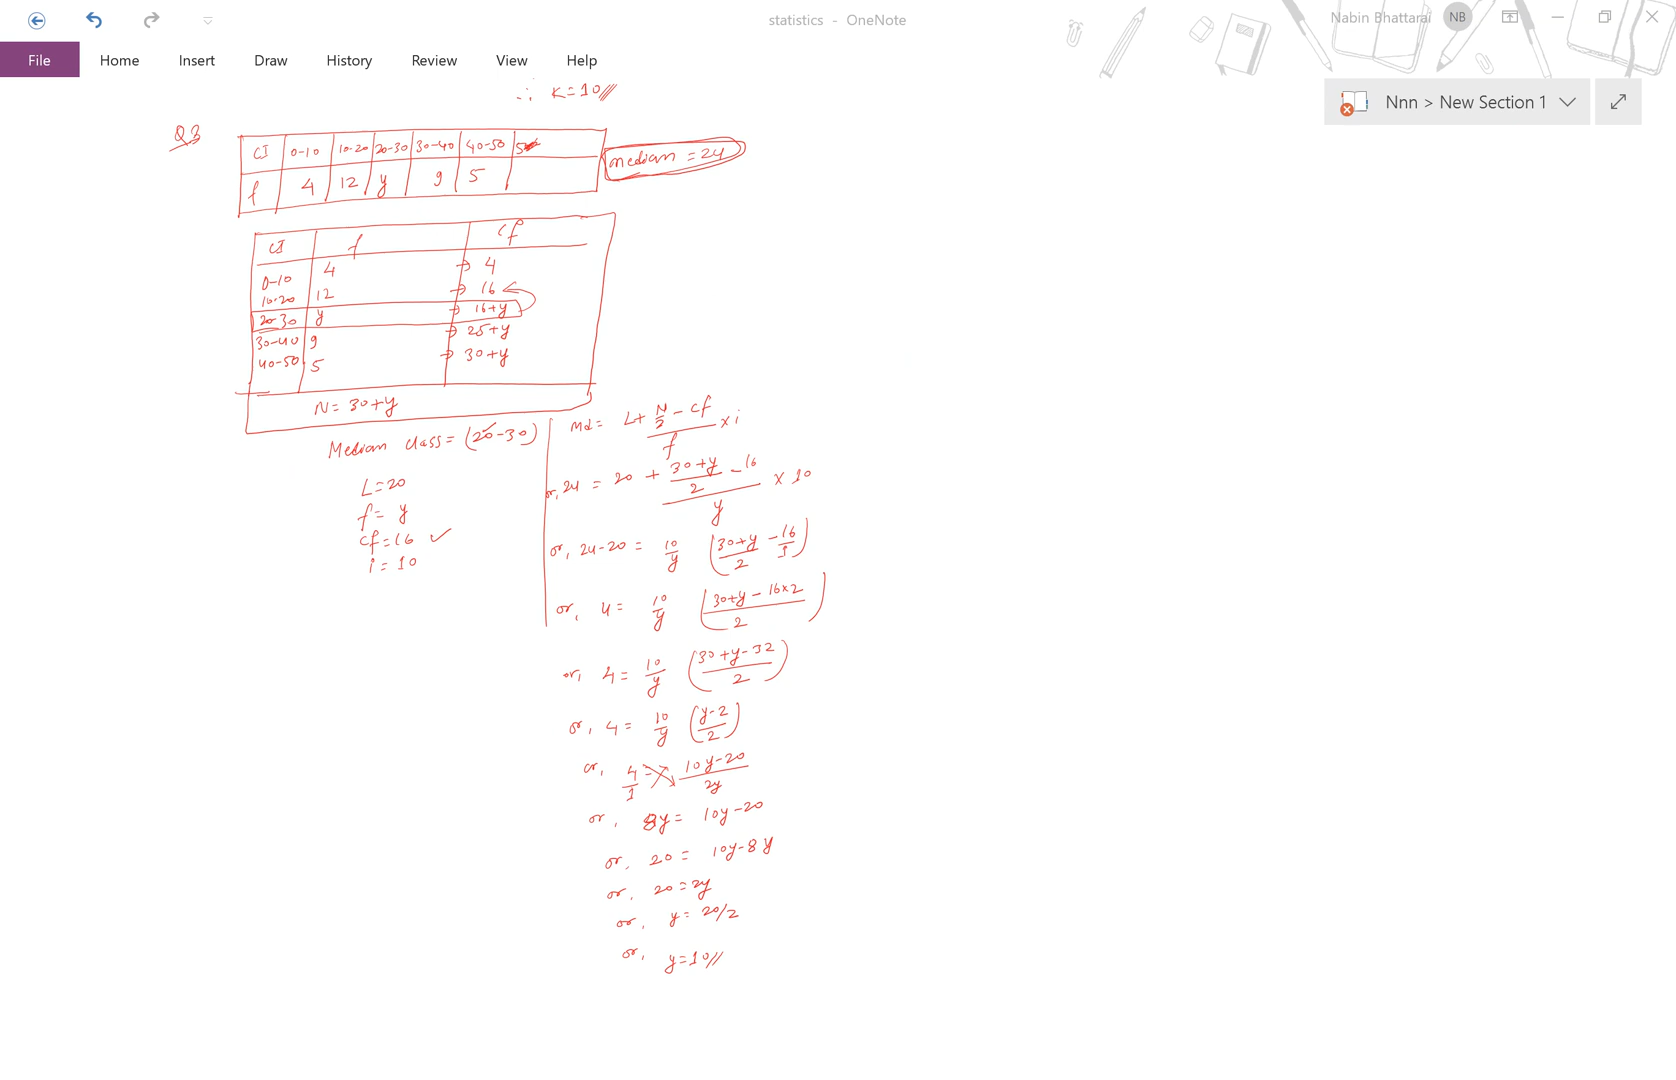 statistics - OneNote
Nabin Bhattarai NB
File Home Insert Draw History Review View Help
Nnn > New Section 1
∴ K=10//
Q3
CI 0-10 10-20 20-30 30-40 40-50
f 4 12 y 9 5
median = 24
CI f cf
0-10 4 → 4
10-20 12 → 16
20-30 y → 16+y
30-40 9 → 25+y
40-50 5 → 30+y
N= 30+y
Median class= (20-30)
L=20
f= y
cf=16 ✓
i=10
Md= L+ (N/2 - cf)/f × i
or, 24 = 20 + ((30+y)/2 - 16)/y × 10
or, 24-20 = 10/y ((30+y)/2 - 16/1)
or, 4= 10/y ((30+y-16×2)/2)
or, 4= 10/y ((30+y-32)/2)
or, 4= 10/y ((y-2)/2)
or, 4/1 = (10y-20)/2y
or, 8y= 10y-20
or, 20= 10y-8y
or, 20=2y
or, y= 20/2
or, y=10//